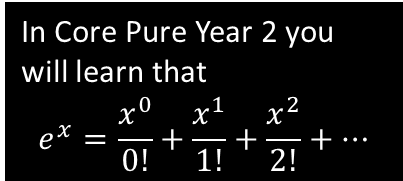 In Core Pure Year 2 you
will learn that
e^x = x^0/0! + x^1/1! + x^2/2! + ⋯